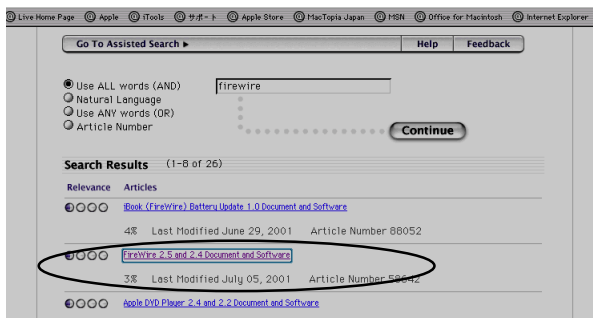 Live Home Page Apple iTools サポート Apple Store MacTopia Japan MSN Office for Macintosh Internet Explorer
Go To Assisted Search Help Feedback
Use ALL words (AND) firewire
Natural Language
Use ANY words (OR)
Article Number
Continue
Search Results (1-8 of 26)
Relevance Articles
iBook (FireWire) Battery Update 1.0 Document and Software
4% Last Modified June 29, 2001 Article Number 88052
FireWire 2.5 and 2.4 Document and Software
3% Last Modified July 05, 2001 Article Number 58642
Apple DVD Player 2.4 and 2.2 Document and Software